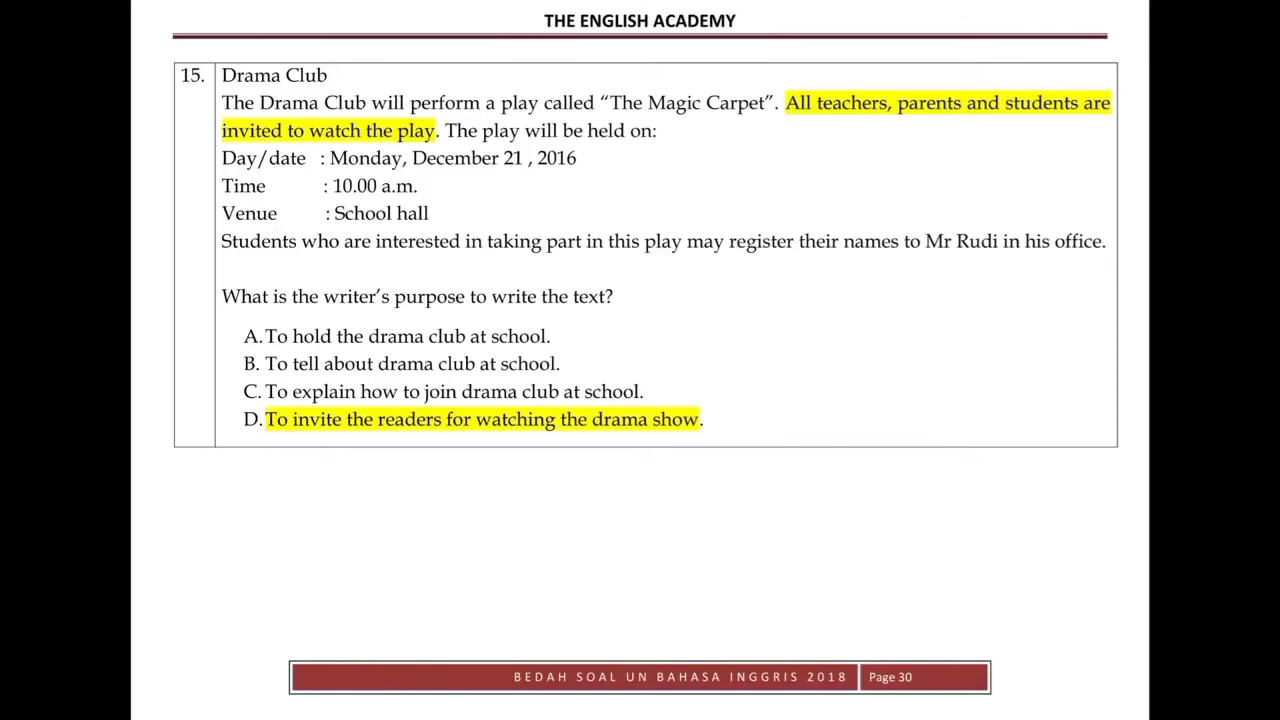 THE ENGLISH ACADEMY
15. Drama Club
The Drama Club will perform a play called “The Magic Carpet”. All teachers, parents and students are
invited to watch the play. The play will be held on:
Day/date : Monday, December 21 , 2016
Time : 10.00 a.m.
Venue : School hall
Students who are interested in taking part in this play may register their names to Mr Rudi in his office.
What is the writer’s purpose to write the text?
A. To hold the drama club at school.
B. To tell about drama club at school.
C. To explain how to join drama club at school.
D. To invite the readers for watching the drama show.
BEDAH SOAL UN BAHASA INGGRIS 2018 Page 30